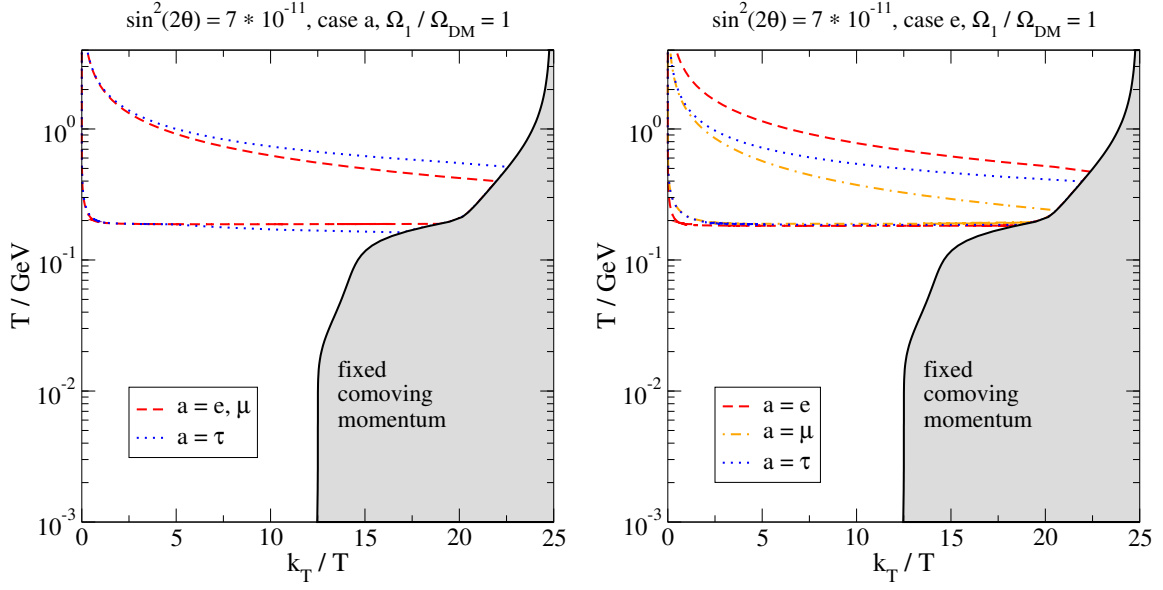 sin²(2θ) = 7 * 10⁻¹¹, case a, Ω₁ / Ω_DM = 1
T / GeV
10⁰
10⁻¹
10⁻²
10⁻³
a = e, μ
a = τ
fixed
comoving
momentum
0 5 10 15 20 25
k_T / T
sin²(2θ) = 7 * 10⁻¹¹, case e, Ω₁ / Ω_DM = 1
T / GeV
10⁰
10⁻¹
10⁻²
10⁻³
a = e
a = μ
a = τ
fixed
comoving
momentum
0 5 10 15 20 25
k_T / T